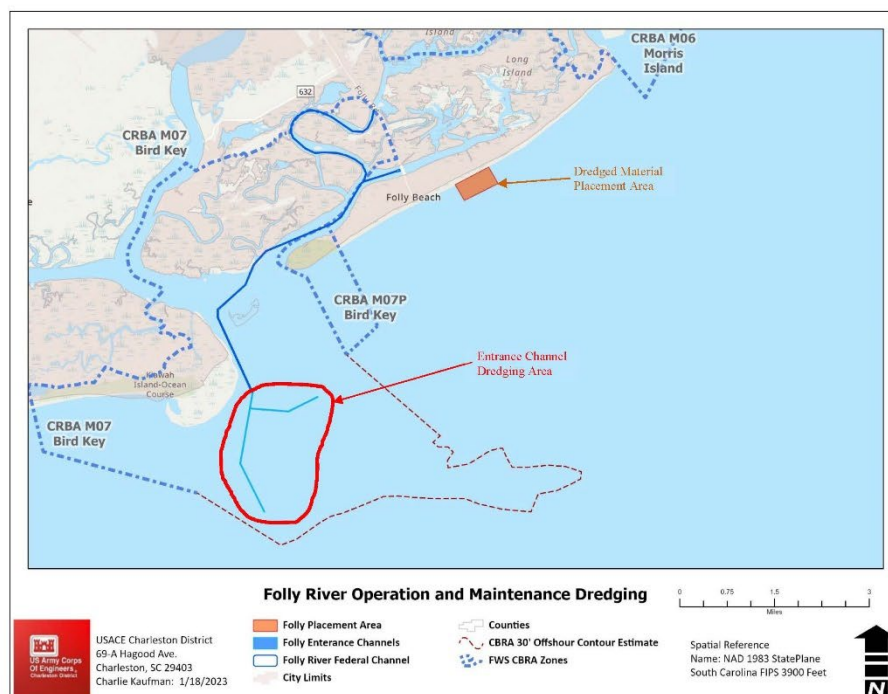 CRBA M06
Morris
Island
Long
Island
632
Folly Rive
CRBA M07
Bird Key
Dredged Material
Placement Area
Folly Beach
CRBA M07P
Bird Key
Entrance Channel
Dredging Area
Kiawah
Island-Ocean
Course
CRBA M07
Bird Key
Folly River Operation and Maintenance Dredging
0 0.75 1.5 3
Miles
Folly Placement Area
Folly Entrance Channels
Folly River Federal Channel
City Limits
Counties
CBRA 30' Offshour Contour Estimate
FWS CBRA Zones
US Army Corps
Of Engineers
Charleston District
USACE Charleston District
69-A Hagood Ave.
Charleston, SC 29403
Charlie Kaufman: 1/18/2023
Spatial Reference
Name: NAD 1983 StatePlane
South Carolina FIPS 3900 Feet
N